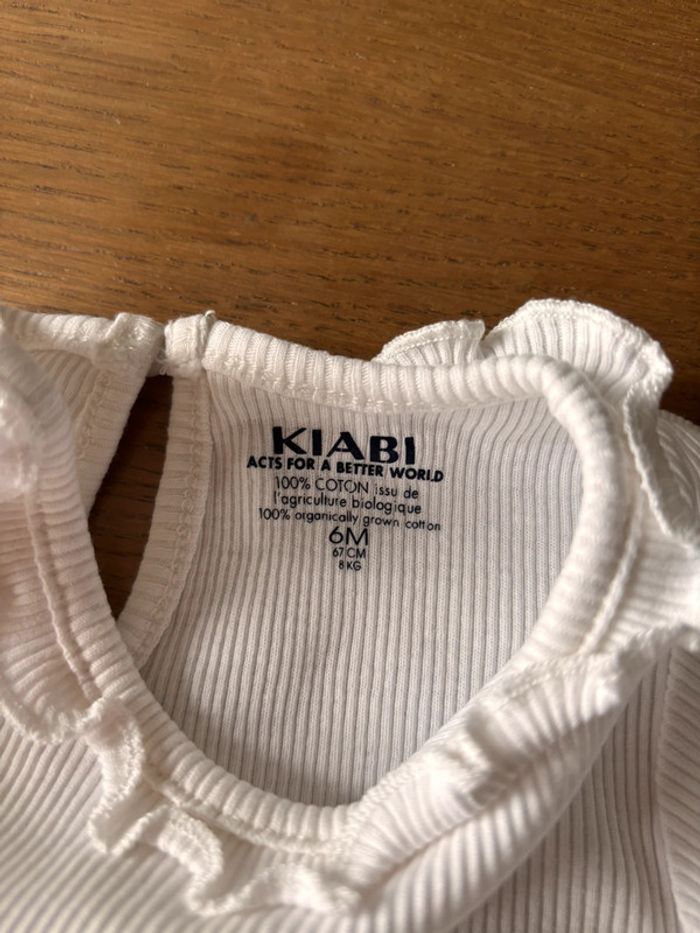 KIABI
ACTS FOR A BETTER WORLD
100% COTON issu de
l'agriculture biologique
100% organically grown cotton
6M
67 CM
8 KG